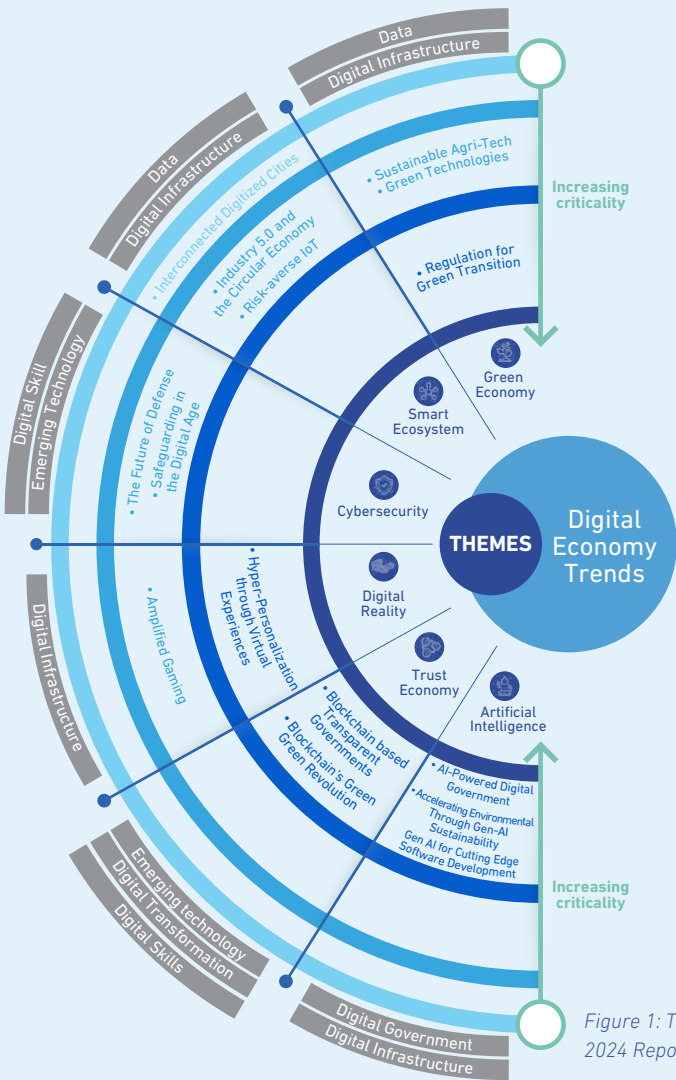 Data
Digital Infrastructure
Data
Digital Infrastructure
Digital Skill
Emerging Technology
Digital Infrastructure
Emerging technology
Digital Transformation
Digital Skills
Digital Government
Digital Infrastructure
• Sustainable Agri-Tech
• Green Technologies
• Regulation for
Green Transition
• Interconnected Digitized Cities
• Industry 5.0 and
the Circular Economy
• Risk-averse IoT
• The Future of Defense
• Safeguarding in
the Digital Age
• Amplified Gaming
• Hyper-Personalization
through Virtual
Experiences
• Blockchain based
Transparent
Governments
• Blockchain's Green
Green Revolution
• AI-Powered Digital
Government
• Accelerating Environmental
Through Gen-AI
Sustainability
Gen AI for Cutting Edge
Software Development
Increasing
criticality
Green
Economy
Smart
Ecosystem
Cybersecurity
Digital
Reality
Trust
Economy
Artificial
Intelligence
THEMES
Digital
Economy
Trends
Increasing
criticality
Figure 1: T
2024 Repo